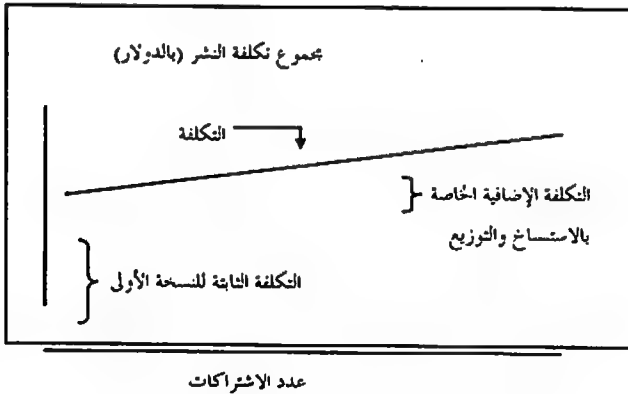 مجموع تكلفة النشر (بالدولار)
التكلفة
التكلفة الإضافية الخاصة
بالاستنساخ والتوزيع
التكلفة الثابتة للنسخة الأولى
عدد الاشتراكات